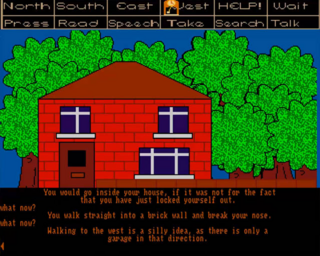 North South East West HELP! Wait
Press Read Speech Take Search Talk
You would go inside your house, if it was not for the fact
that you have just locked yourself out.
what now?
You walk straight into a brick wall and break your nose.
what now?
Walking to the west is a silly idea, as there is only a
garage in that direction.